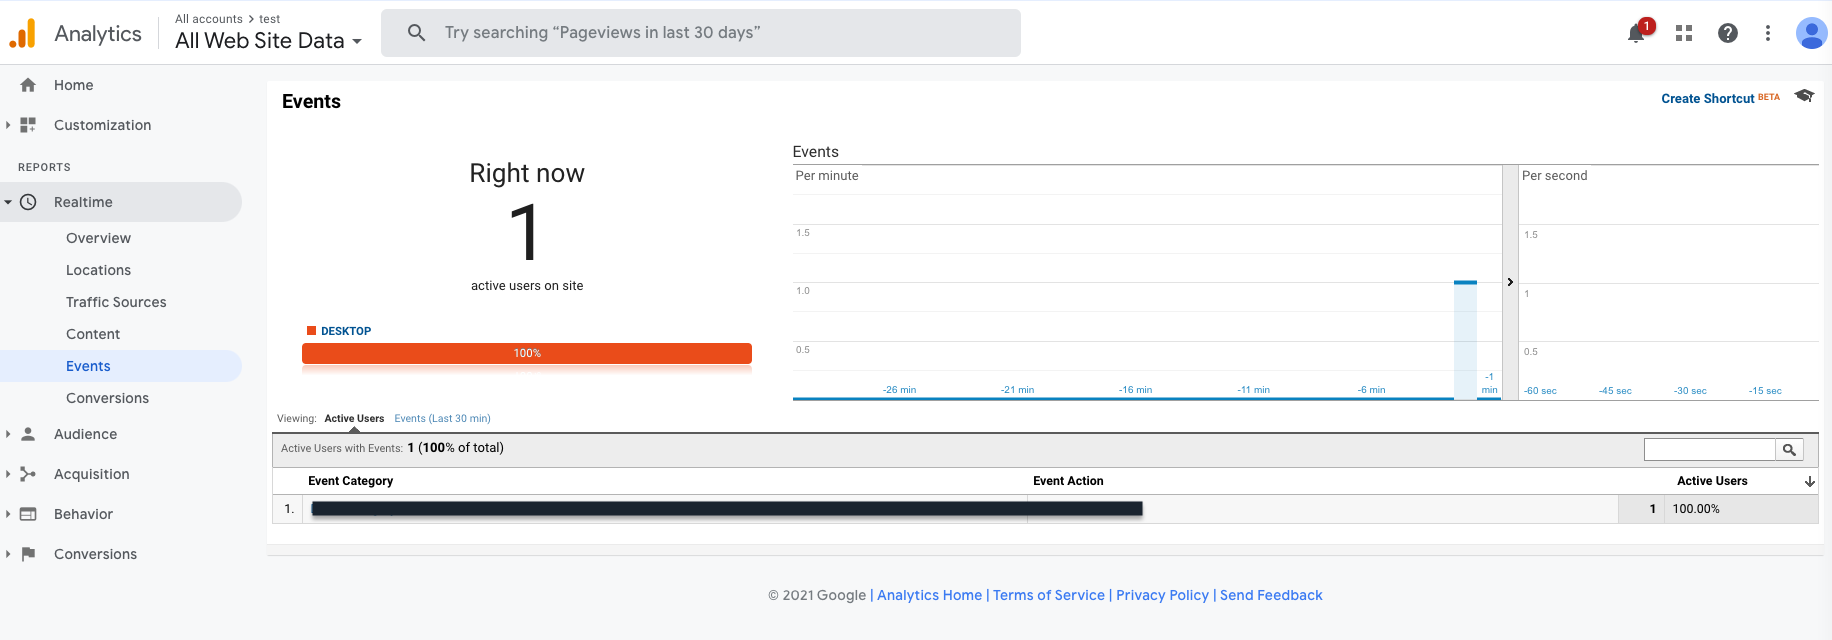 Analytics
All accounts > test
All Web Site Data
Try searching “Pageviews in last 30 days”
1
Home
Customization
REPORTS
Realtime
Overview
Locations
Traffic Sources
Content
Events
Conversions
Audience
Acquisition
Behavior
Conversions
Events
Create Shortcut BETA
Right now
1
active users on site
DESKTOP
100%
Events
Per minute
1.5
1.0
0.5
-26 min -21 min -16 min -11 min -6 min -1 min
Per second
1.5
1
0.5
-60 sec -45 sec -30 sec -15 sec
Viewing: Active Users Events (Last 30 min)
Active Users with Events: 1 (100% of total)
Event Category Event Action Active Users
1. 1 100.00%
© 2021 Google | Analytics Home | Terms of Service | Privacy Policy | Send Feedback